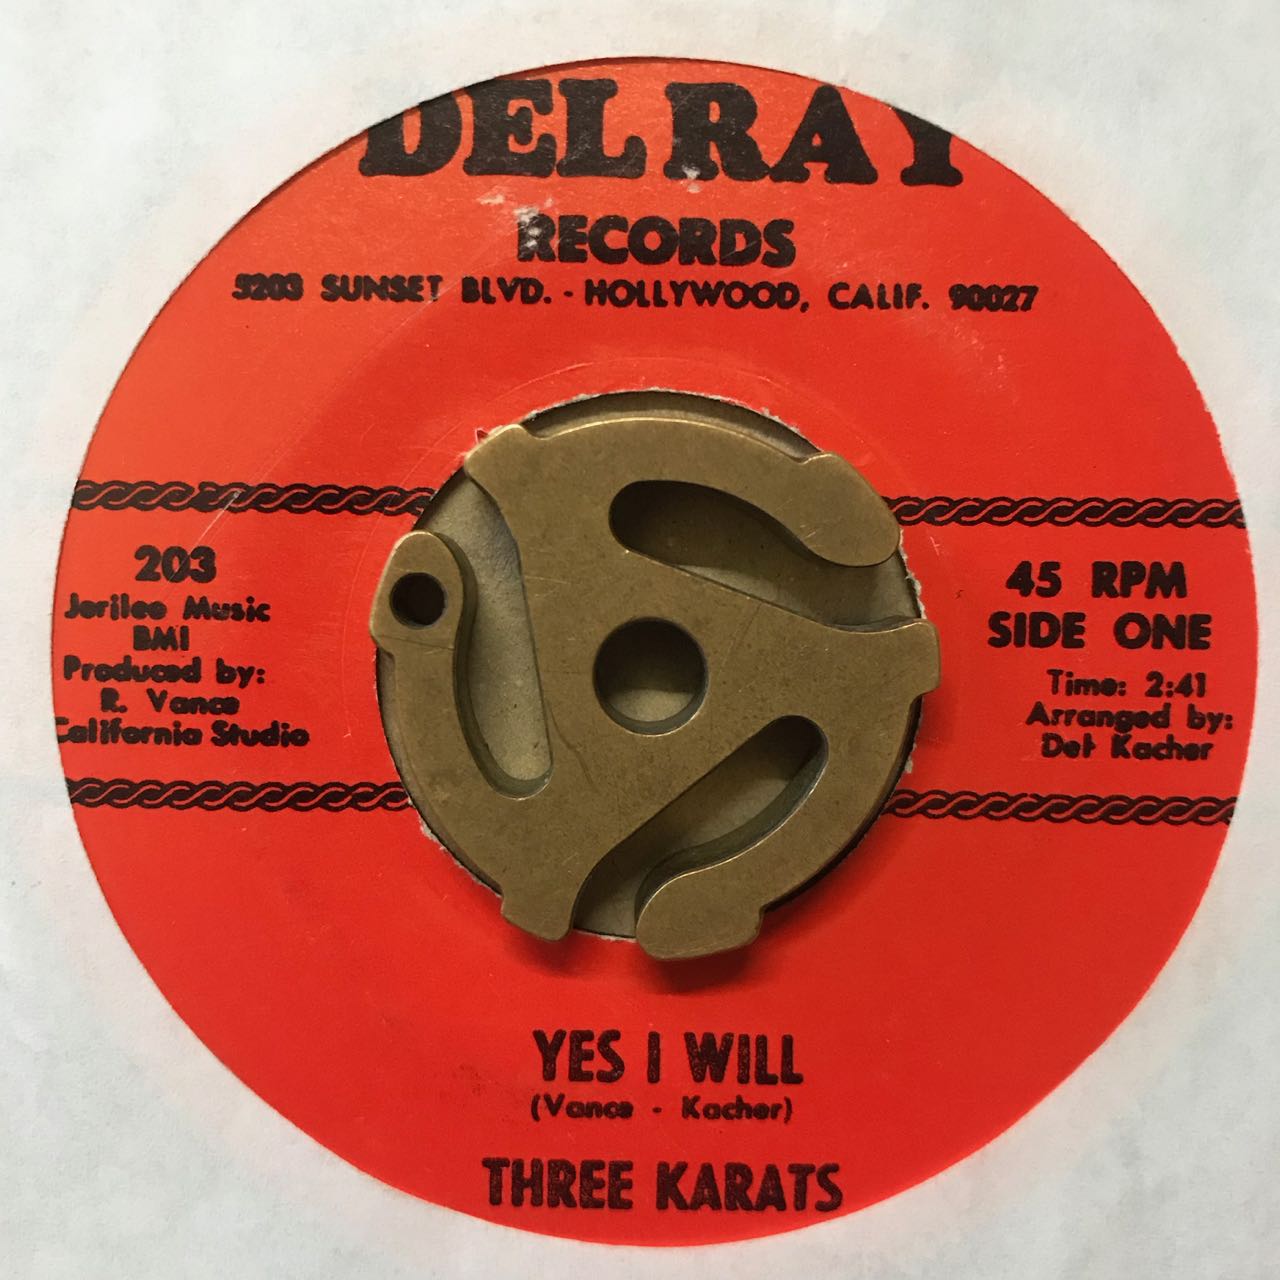 DELRAY
RECORDS
5203 SUNSET BLVD. - HOLLYWOOD, CALIF. 90027
203
Jerilee Music
BMI
Produced by:
R. Vance
California Studio
45 RPM
SIDE ONE
Time: 2:41
Arranged by:
Det Kacher
YES I WILL
(Vance - Kacher)
THREE KARATS